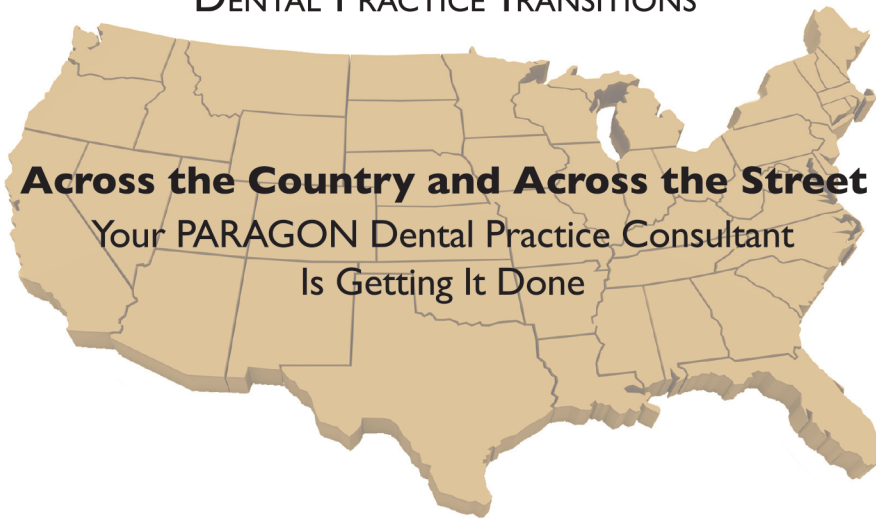 DENTAL PRACTICE TRANSITIONS
Across the Country and Across the Street
Your PARAGON Dental Practice Consultant
Is Getting It Done